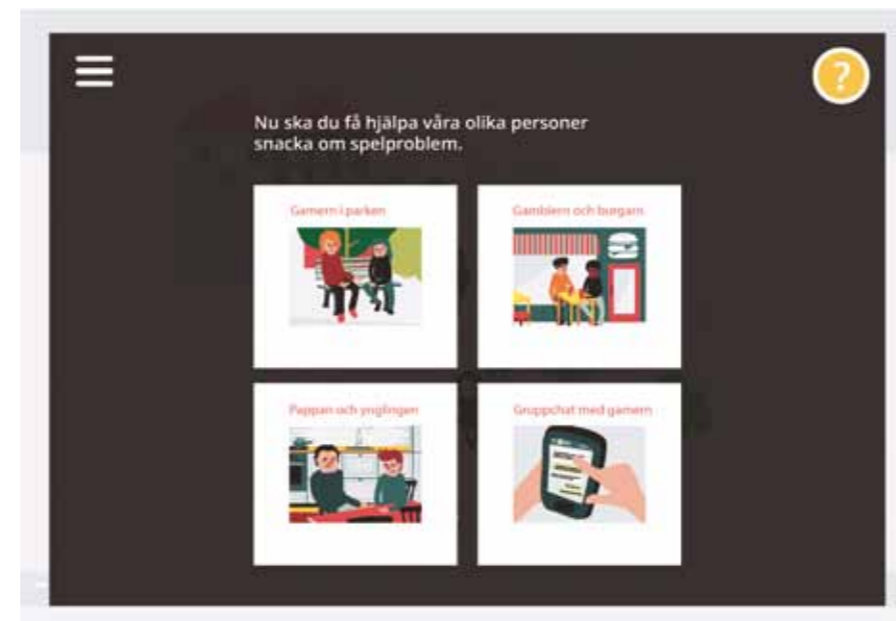 ?
Nu ska du få hjälpa våra olika personer
snacka om spelproblem.
Gamern i parken
Gamblern och burgarn
Pappan och ynglingen
Gruppchat med gamern